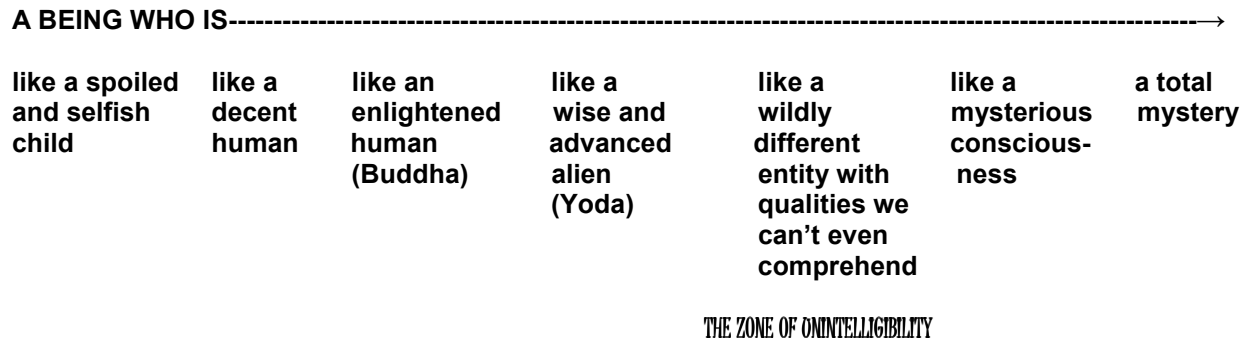 A BEING WHO IS------------------------------------------------------------------------------------------------------------→
like a spoiled like a like an like a like a like a a total
and selfish decent enlightened wise and wildly mysterious mystery
child human human advanced different conscious-
(Buddha) alien entity with ness
(Yoda) qualities we
can’t even
comprehend
THE ZONE OF UNINTELLIGIBILITY